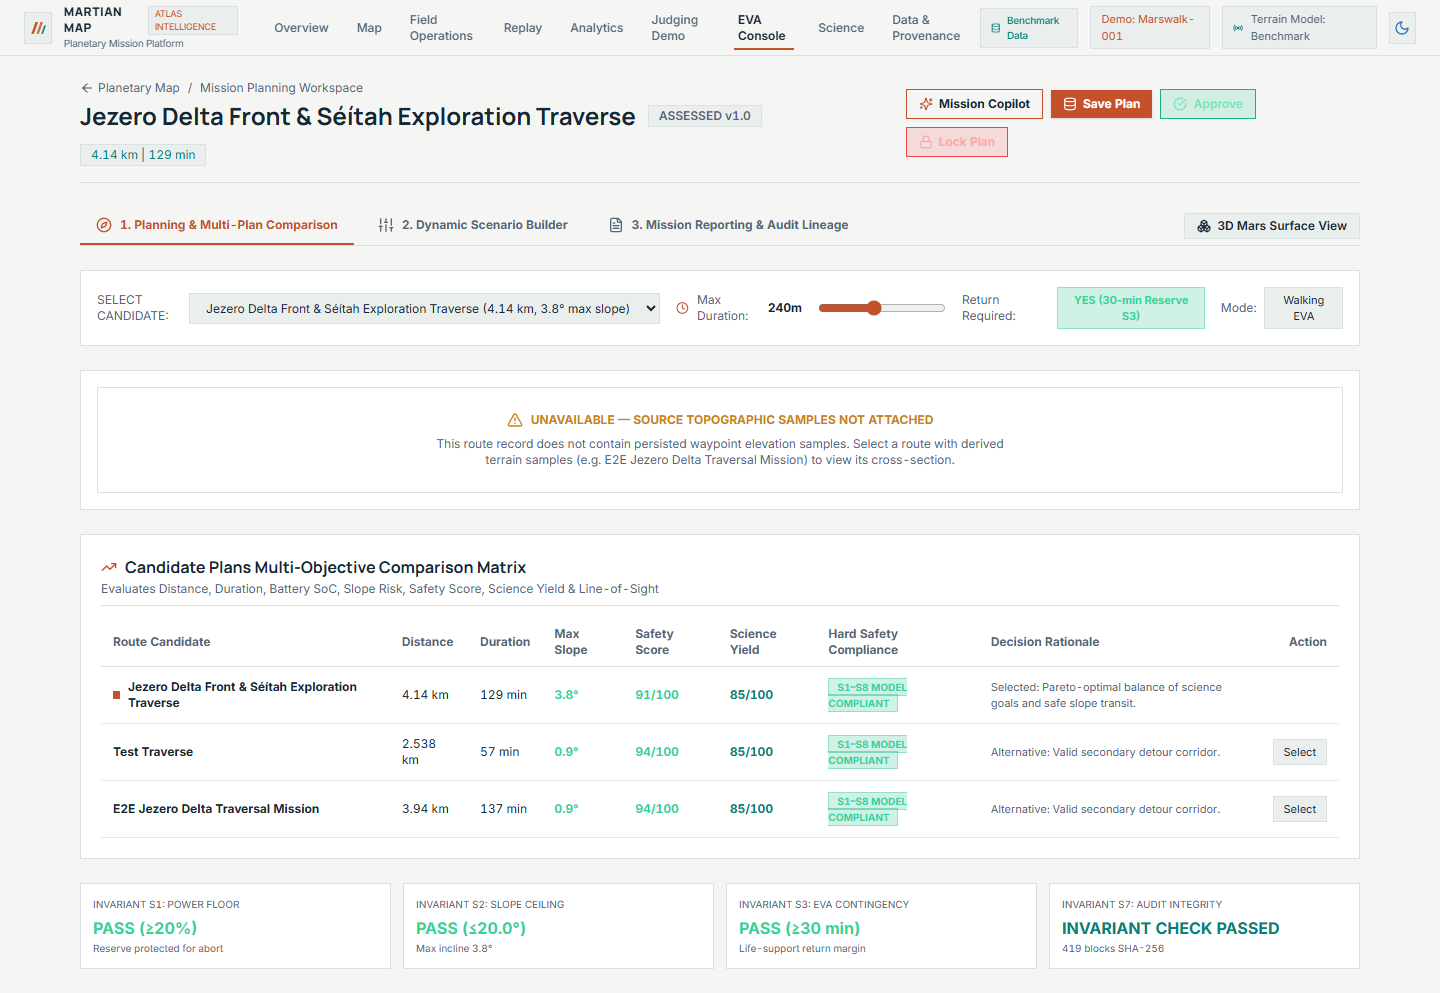 MARTIAN MAP
ATLAS INTELLIGENCE
Planetary Mission Platform
Overview
Map
Field Operations
Replay
Analytics
Judging Demo
EVA Console
Science
Data & Provenance
Benchmark Data
Demo: Marswalk-001
Terrain Model: Benchmark
Planetary Map / Mission Planning Workspace
Jezero Delta Front & Séítah Exploration Traverse
ASSESSED v1.0
4.14 km | 129 min
Mission Copilot
Save Plan
Approve
Lock Plan
1. Planning & Multi-Plan Comparison
2. Dynamic Scenario Builder
3. Mission Reporting & Audit Lineage
3D Mars Surface View
SELECT CANDIDATE:
Jezero Delta Front & Séítah Exploration Traverse (4.14 km, 3.8° max slope)
Max Duration:
240m
Return Required:
YES (30-min Reserve S3)
Mode:
Walking EVA
UNAVAILABLE — SOURCE TOPOGRAPHIC SAMPLES NOT ATTACHED
This route record does not contain persisted waypoint elevation samples. Select a route with derived
terrain samples (e.g. E2E Jezero Delta Traversal Mission) to view its cross-section.
Candidate Plans Multi-Objective Comparison Matrix
Evaluates Distance, Duration, Battery SoC, Slope Risk, Safety Score, Science Yield & Line-of-Sight
Route Candidate Distance Duration Max Slope Safety Score Science Yield Hard Safety Compliance Decision Rationale Action
Jezero Delta Front & Séítah Exploration Traverse 4.14 km 129 min 3.8° 91/100 85/100 S1–S8 MODEL COMPLIANT Selected: Pareto-optimal balance of science goals and safe slope transit.
Test Traverse 2.538 km 57 min 0.9° 94/100 85/100 S1–S8 MODEL COMPLIANT Alternative: Valid secondary detour corridor. Select
E2E Jezero Delta Traversal Mission 3.94 km 137 min 0.9° 94/100 85/100 S1–S8 MODEL COMPLIANT Alternative: Valid secondary detour corridor. Select
INVARIANT S1: POWER FLOOR
PASS (≥20%)
Reserve protected for abort
INVARIANT S2: SLOPE CEILING
PASS (≤20.0°)
Max incline 3.8°
INVARIANT S3: EVA CONTINGENCY
PASS (≥30 min)
Life-support return margin
INVARIANT S7: AUDIT INTEGRITY
INVARIANT CHECK PASSED
419 blocks SHA-256